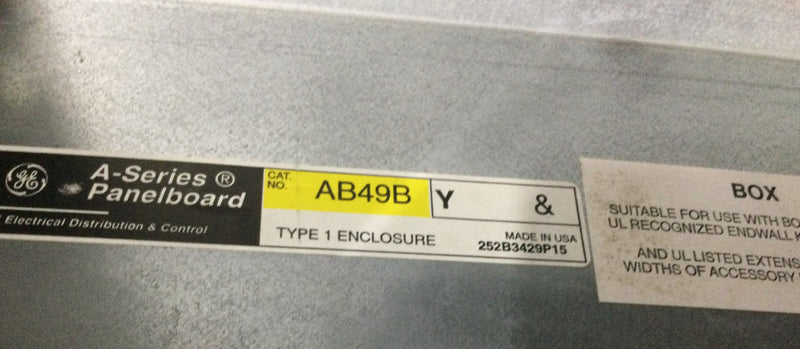 GE
A-Series ®
Panelboard
Electrical Distribution & Control
CAT.
NO.
AB49B
Y
&
TYPE 1 ENCLOSURE
MADE IN USA
252B3429P15
BOX
SUITABLE FOR USE WITH BO
UL RECOGNIZED ENDWALL K
AND UL LISTED EXTENS
WIDTHS OF ACCESSORY